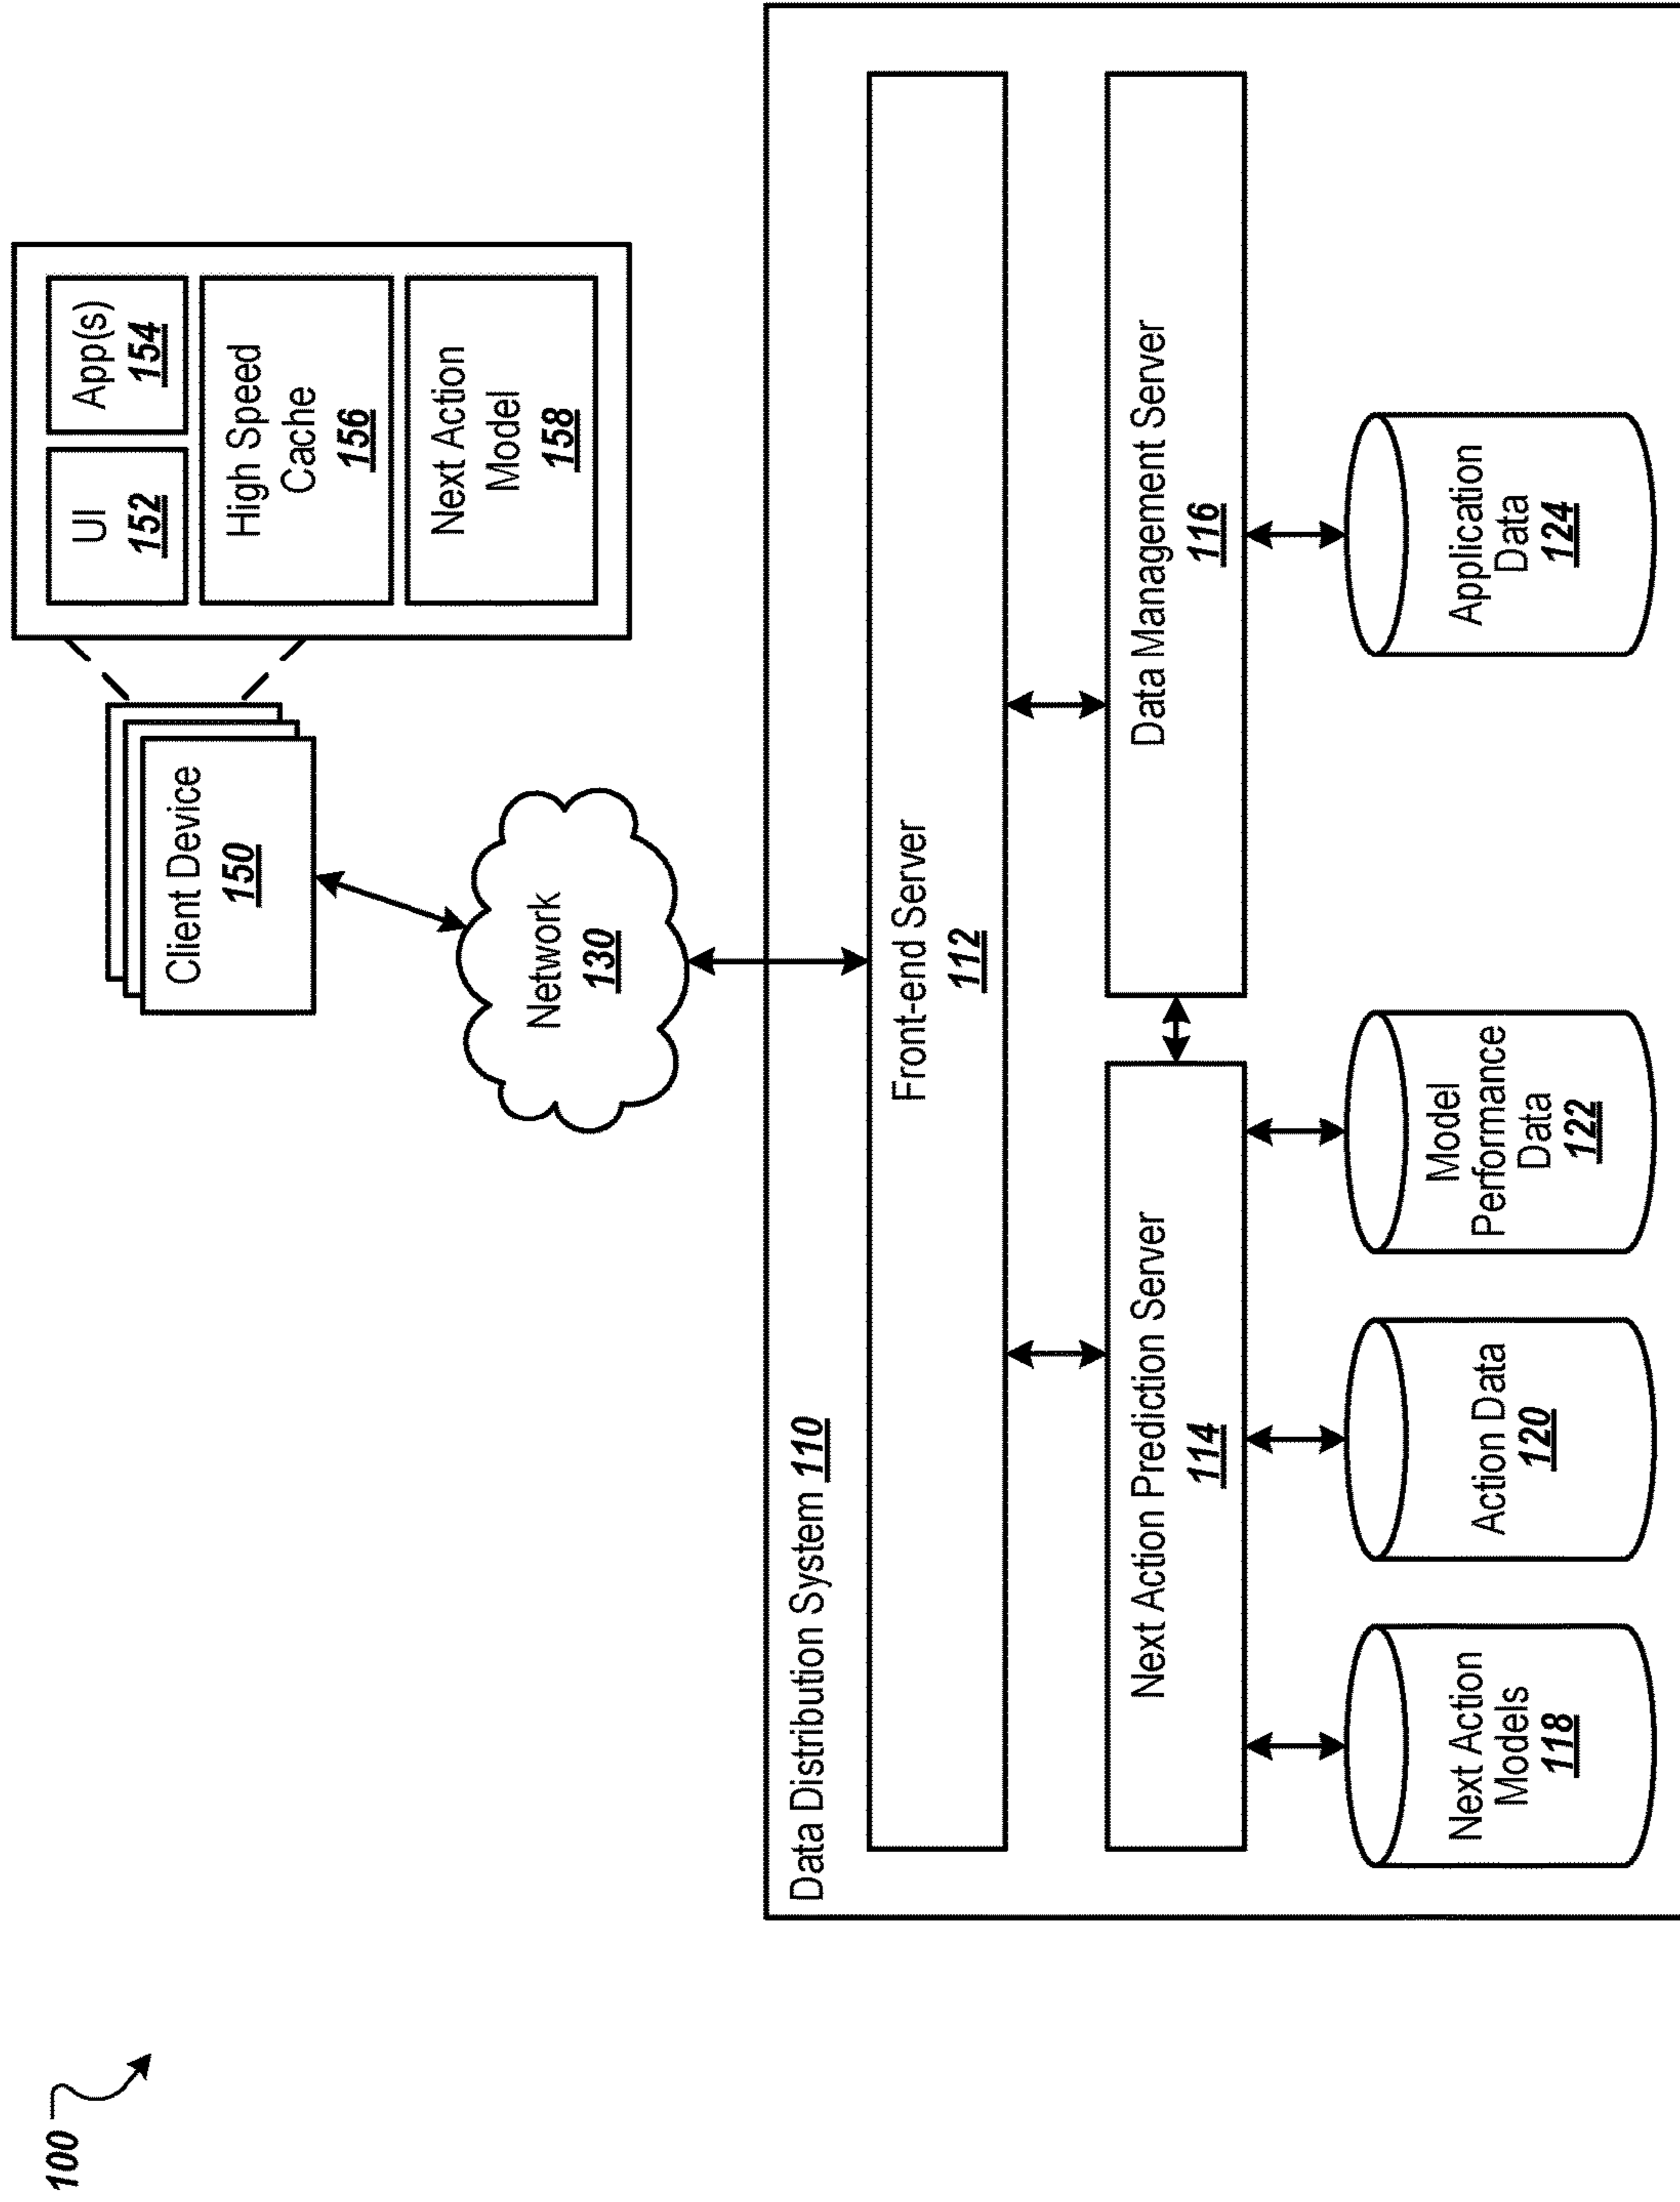 100
Client Device
150
UI
152
App(s)
154
High Speed
Cache
156
Next Action
Model
158
Network
130
Data Distribution System 110
Front-end Server
112
Next Action Prediction Server
114
Data Management Server
116
Next Action
Models
118
Action Data
120
Model
Performance
Data
122
Application
Data
124